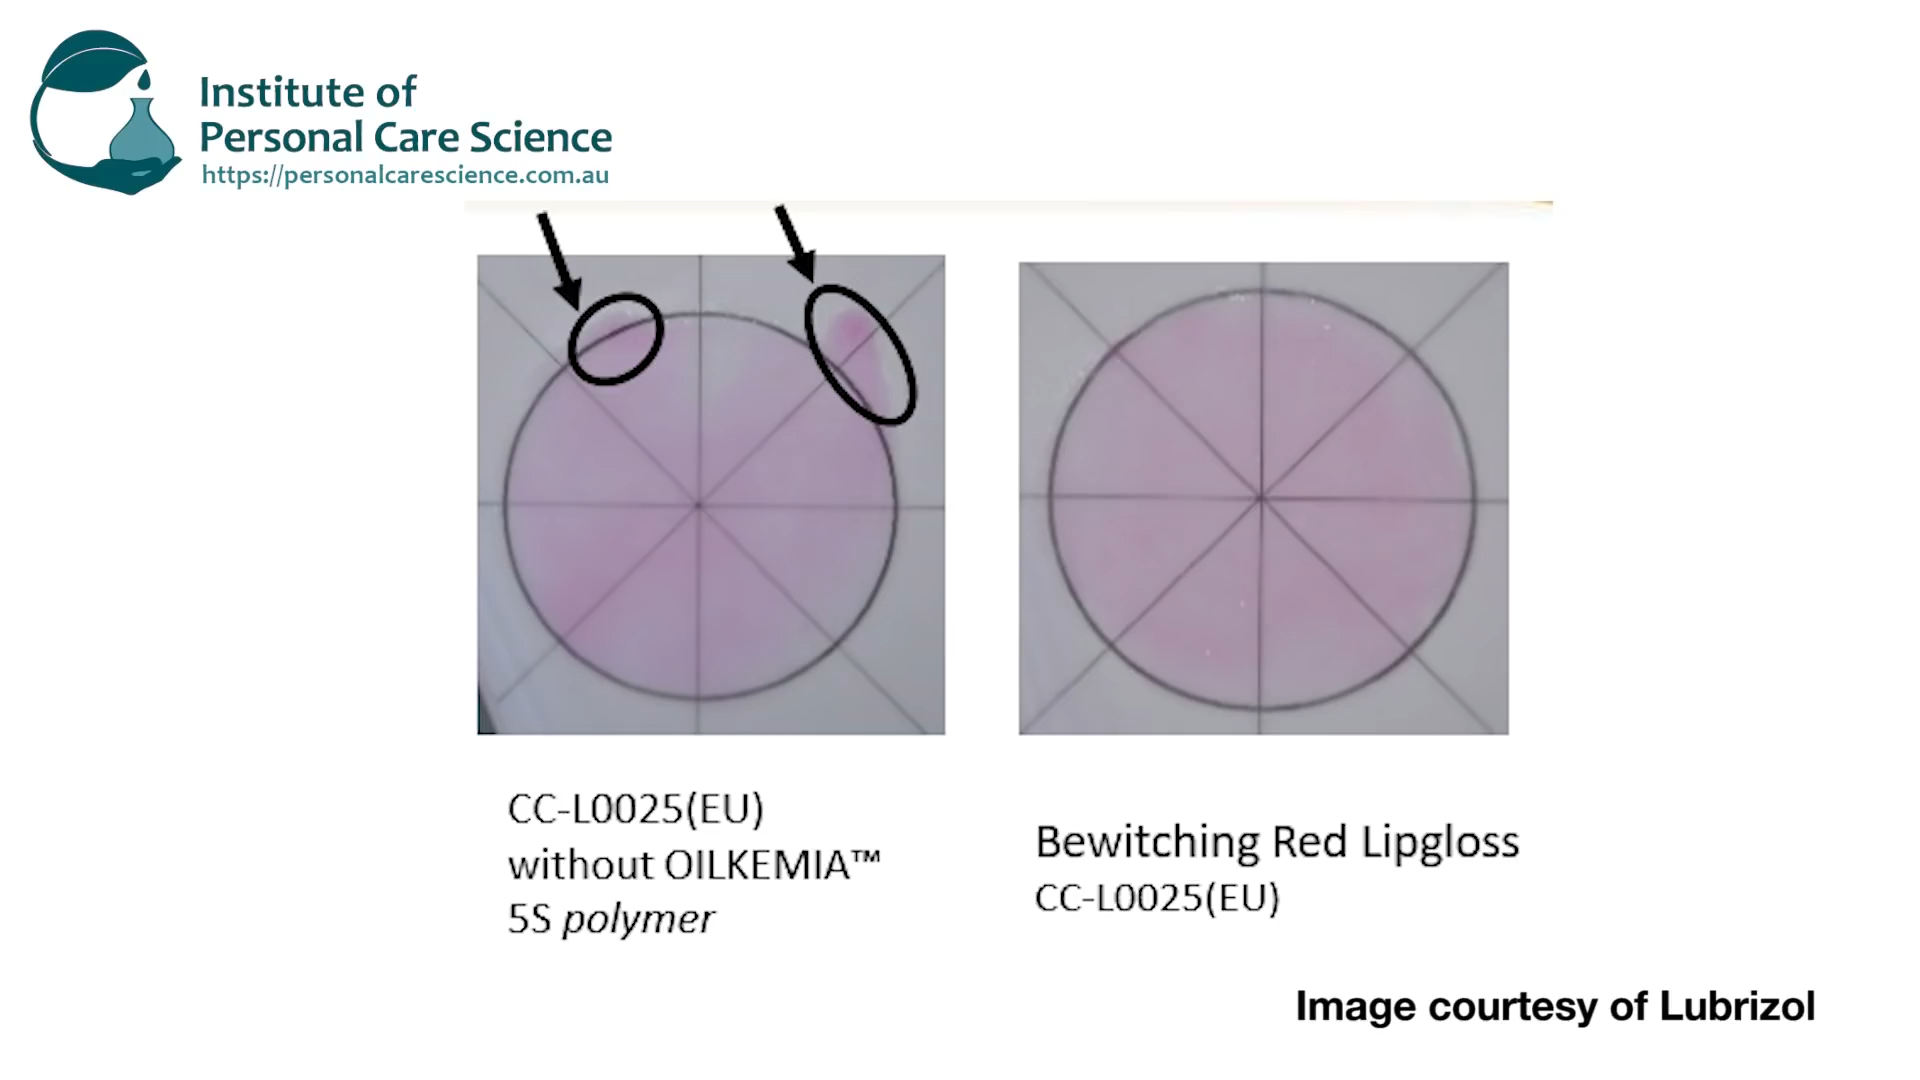 Institute of
Personal Care Science
https://personalcarescience.com.au
CC-L0025(EU)
without OILKEMIA™
5S polymer
Bewitching Red Lipgloss
CC-L0025(EU)
Image courtesy of Lubrizol